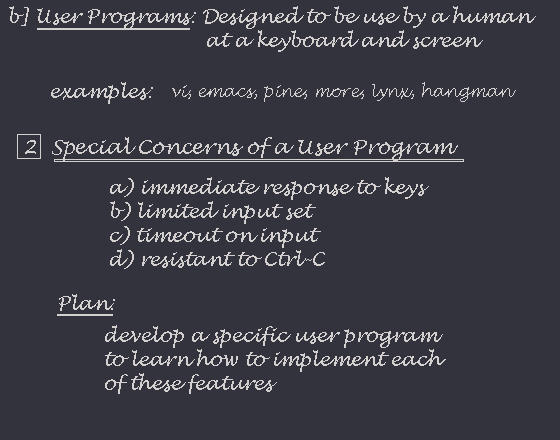 b] User Programs: Designed to be use by a human
at a keyboard and screen
examples: vi, emacs, pine, more, lynx, hangman
2 Special Concerns of a User Program
a) immediate response to keys
b) limited input set
c) timeout on input
d) resistant to Ctrl-C
Plan:
develop a specific user program
to learn how to implement each
of these features